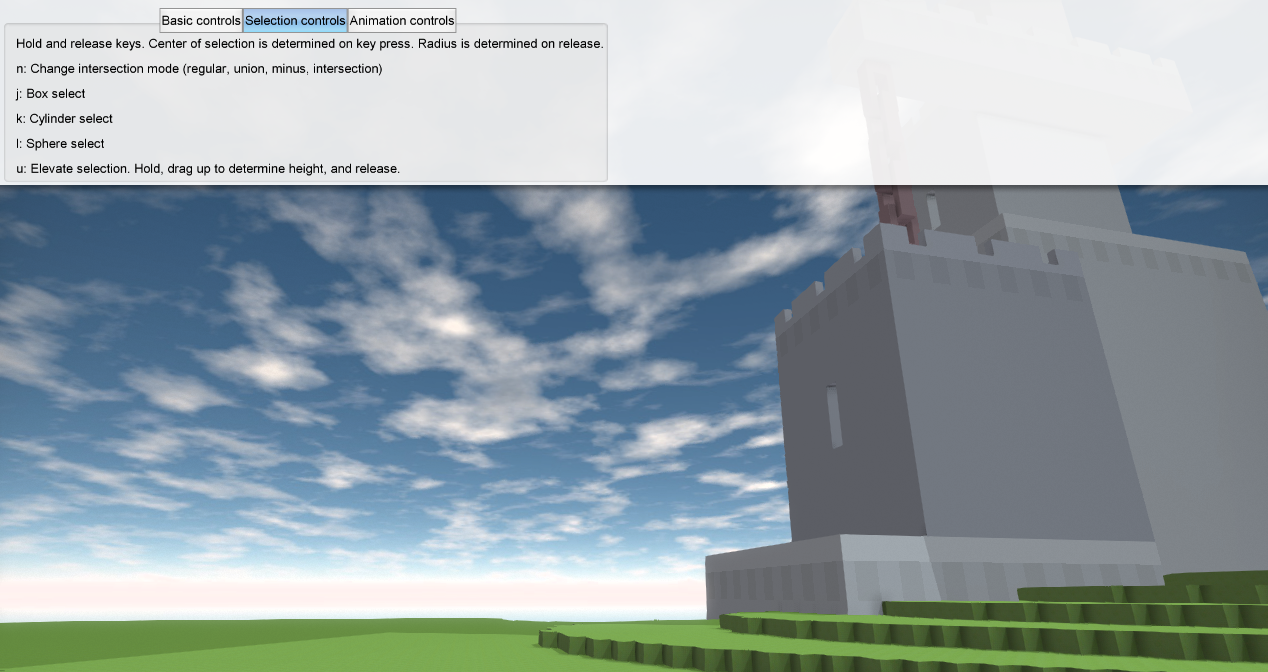 Basic controls Selection controls Animation controls
Hold and release keys. Center of selection is determined on key press. Radius is determined on release.
n: Change intersection mode (regular, union, minus, intersection)
j: Box select
k: Cylinder select
l: Sphere select
u: Elevate selection. Hold, drag up to determine height, and release.